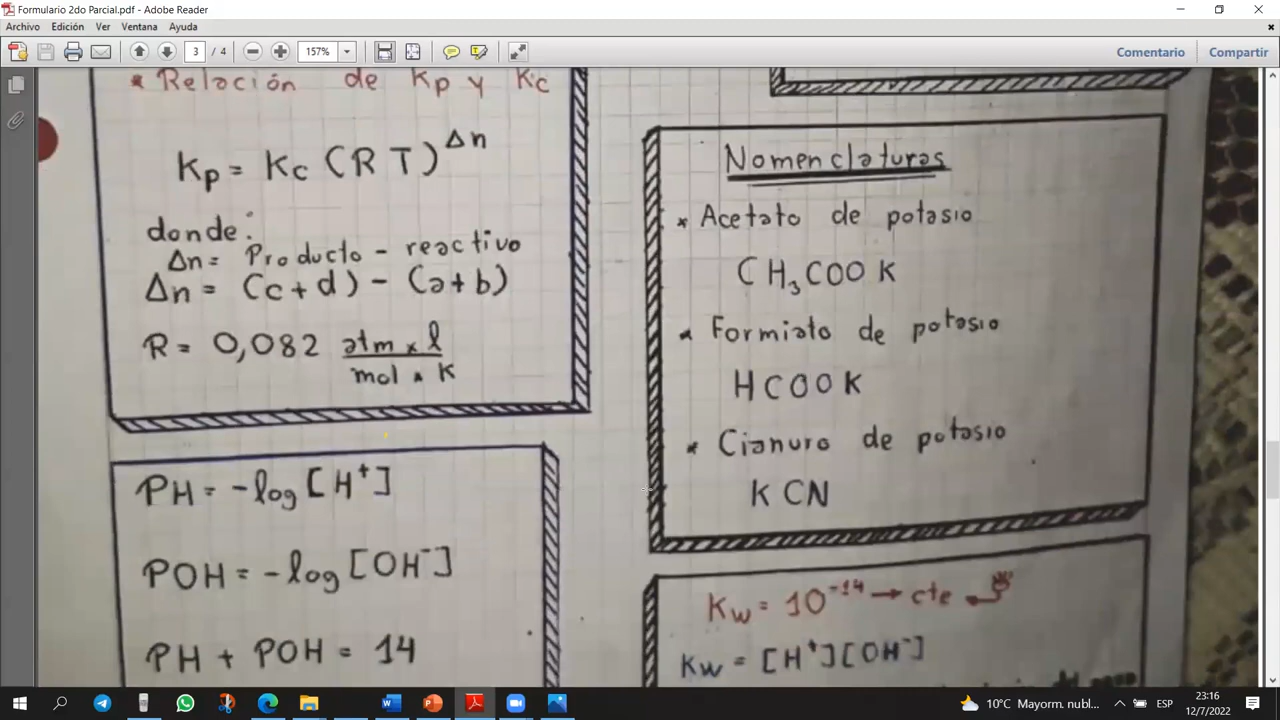 Formulario 2do Parcial.pdf - Adobe Reader
Archivo Edición Ver Ventana Ayuda
3 / 4 157% Comentario Compartir
* Relación de Kp y Kc
Kp = Kc (RT)^Δn
donde:
Δn = Producto - reactivo
Δn = (c+d) - (a+b)
R = 0,082 atm x l
mol * K
PH = -log [H⁺]
POH = -log [OH⁻]
PH + POH = 14
Nomenclaturas
* Acetato de potasio
CH₃COOK
* Formiato de potasio
HCOOK
* Cianuro de potasio
KCN
Kw = 10⁻¹⁴ → cte
Kw = [H⁺][OH⁻]
10°C Mayorm. nubl... ESP 23:16
12/7/2022